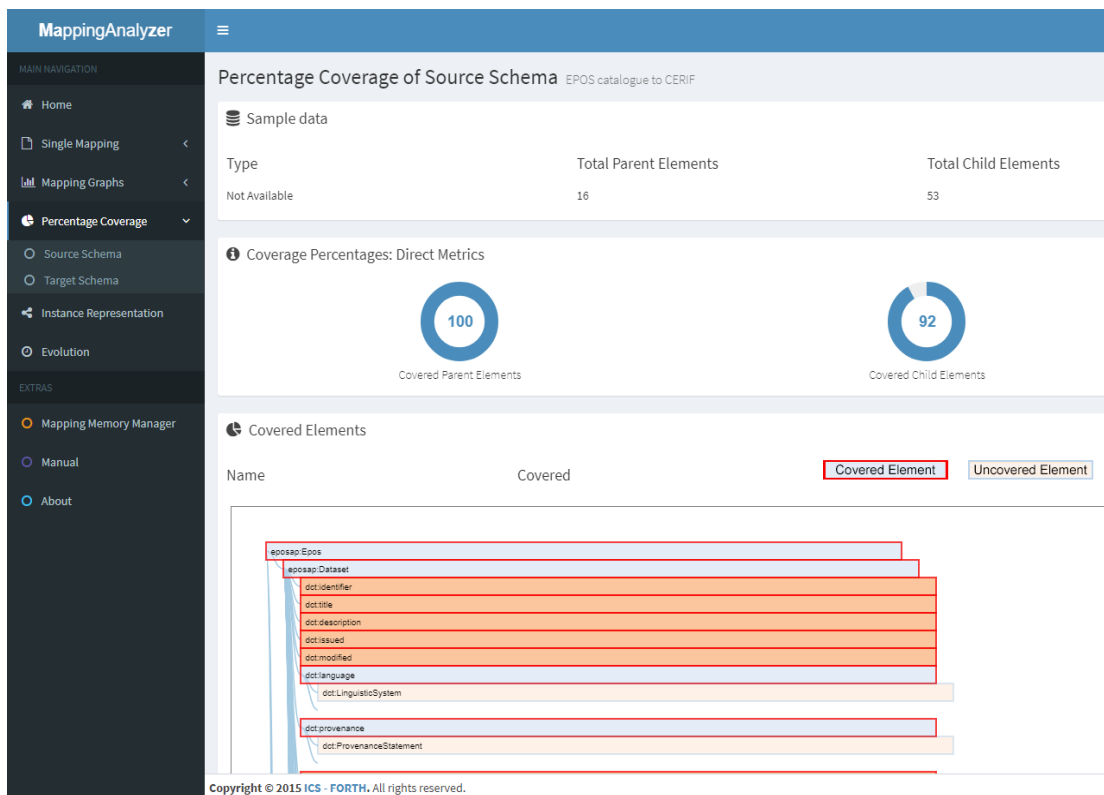 MappingAnalyzer
MAIN NAVIGATION
Home
Single Mapping
Mapping Graphs
Percentage Coverage
Source Schema
Target Schema
Instance Representation
Evolution
EXTRAS
Mapping Memory Manager
Manual
About
Percentage Coverage of Source Schema EPOS catalogue to CERIF
Sample data
Type Total Parent Elements Total Child Elements
Not Available 16 53
Coverage Percentages: Direct Metrics
100 92
Covered Parent Elements Covered Child Elements
Covered Elements
Name Covered Covered Element Uncovered Element
eposap:Epos
eposap:Dataset
dct:identifier
dct:title
dct:description
dct:issued
dct:modified
dct:language
dct:LinguisticSystem
dct:provenance
dct:ProvenanceStatement
Copyright © 2015 ICS - FORTH. All rights reserved.